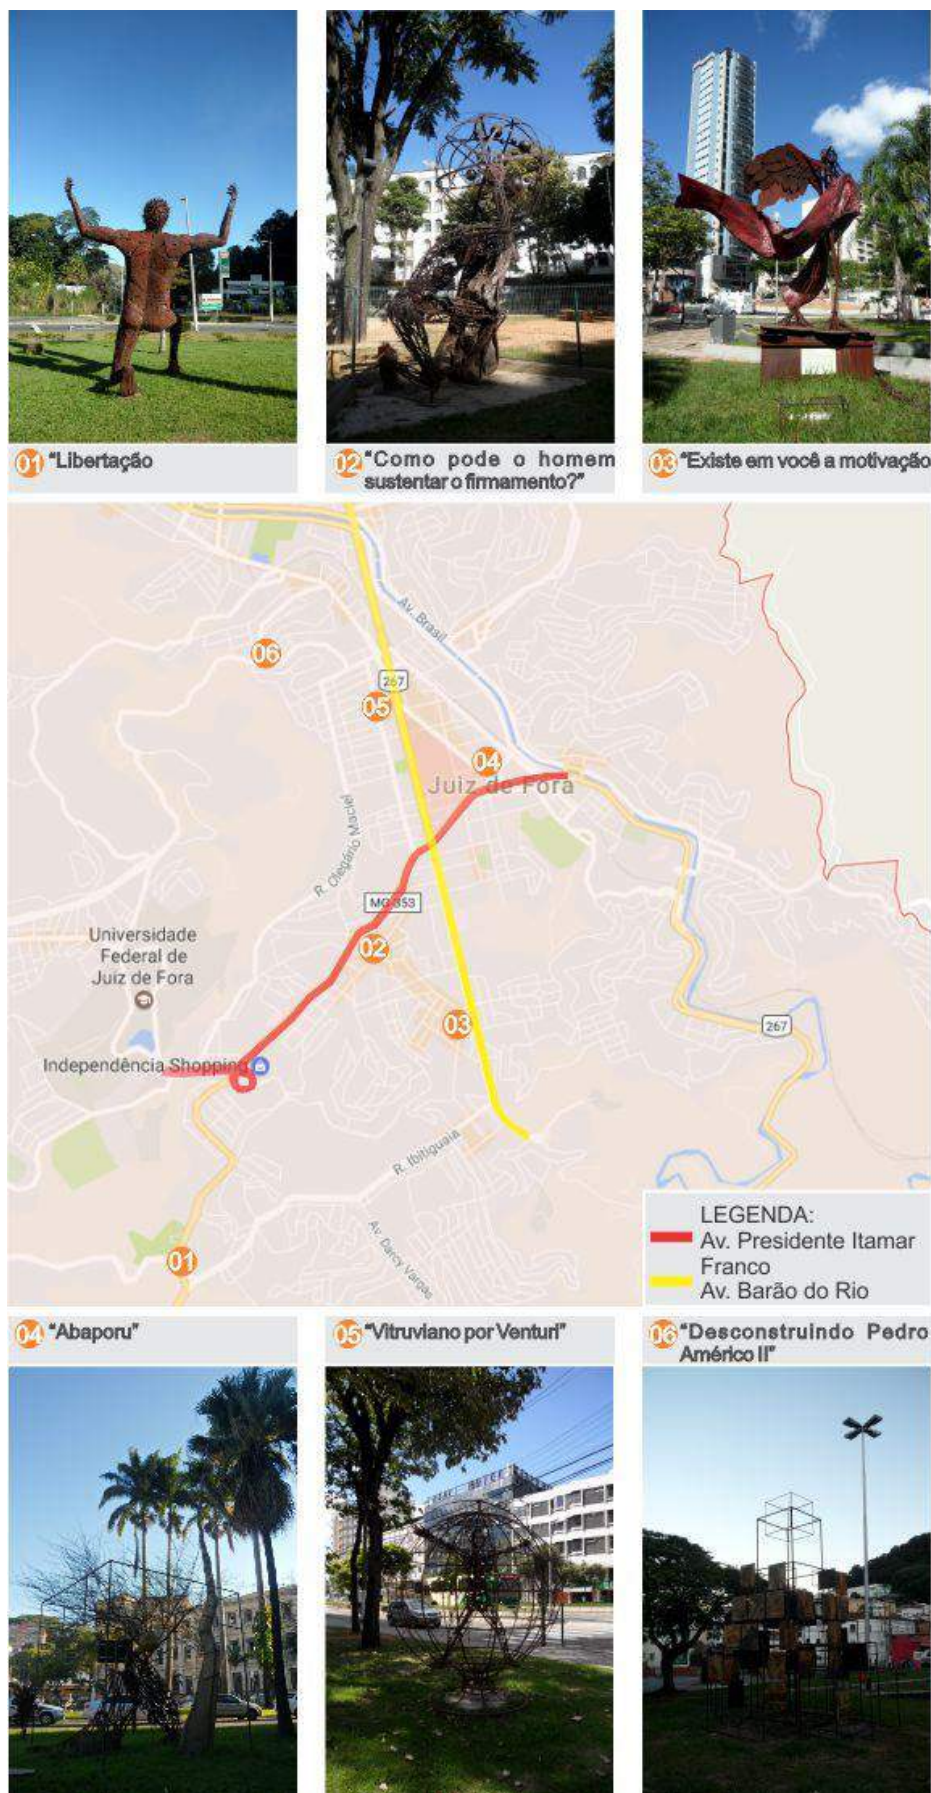 01 "Libertação
02 "Como pode o homem
sustentar o firmamento?"
03 "Existe em você a motivação
Av. Brasil
06
267
05
04
Juiz de Fora
R. Olegário Maciel
MG-353
02
Universidade
Federal de
Juiz de Fora
03
267
Independência Shopping
R. Ibitiguaia
Av. Darcy Vargas
01
LEGENDA:
Av. Presidente Itamar
Franco
Av. Barão do Rio
04 "Abaporu"
05 "Vitruviano por Venturi"
06 "Desconstruindo Pedro
Américo II"